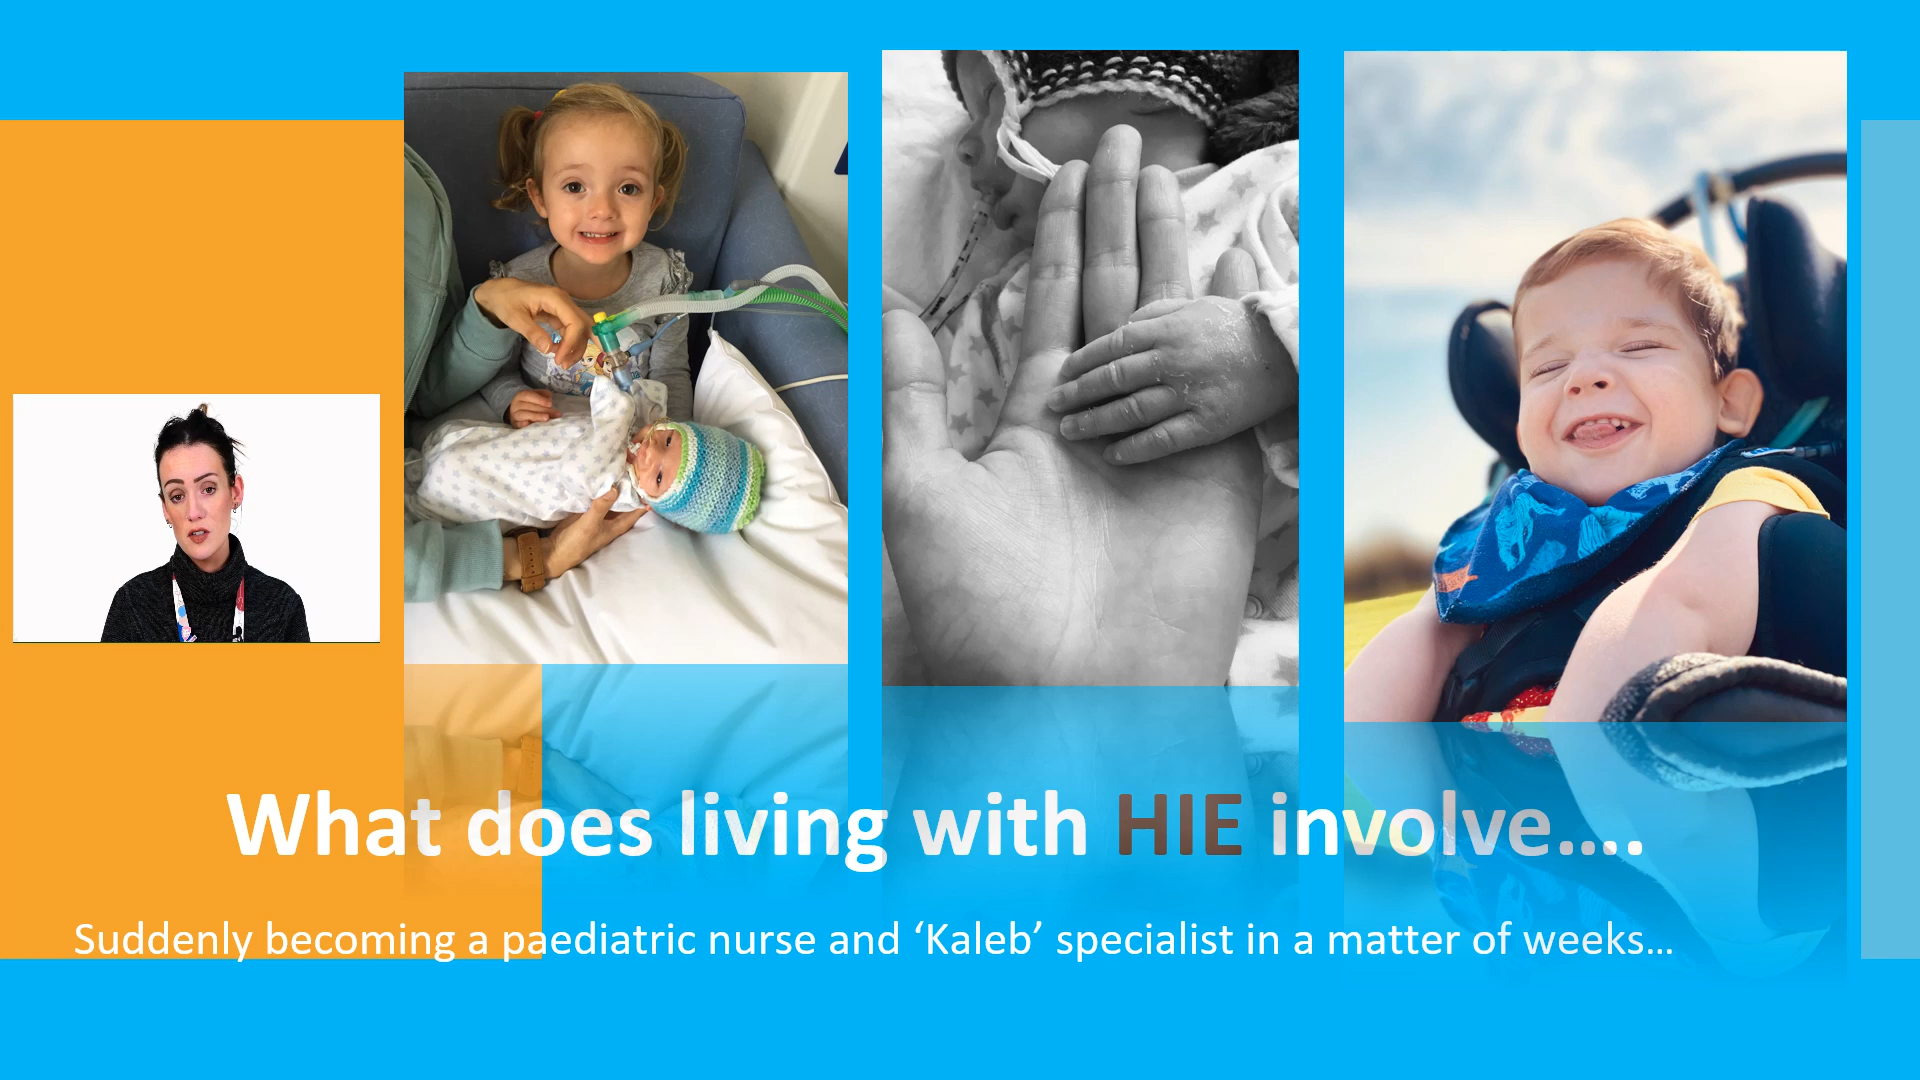 What does living with HIE involve....
Suddenly becoming a paediatric nurse and ‘Kaleb’ specialist in a matter of weeks…